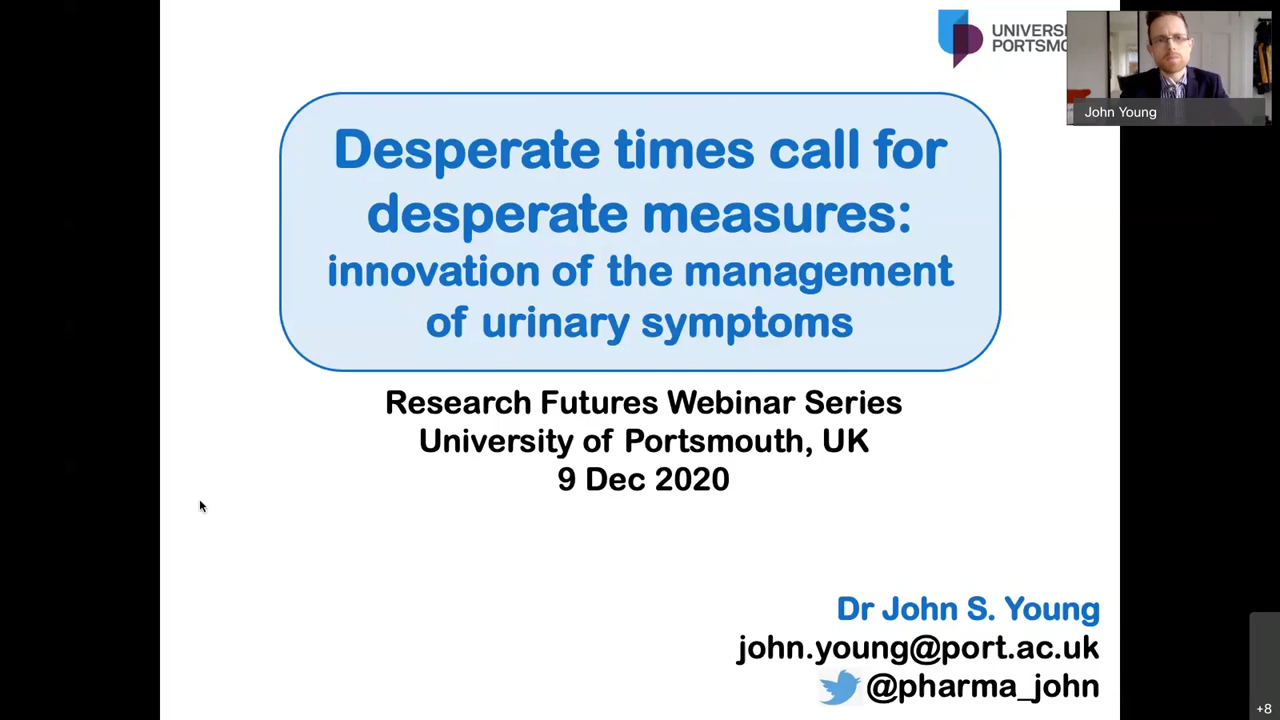 Desperate times call for
desperate measures:
innovation of the management
of urinary symptoms
Research Futures Webinar Series
University of Portsmouth, UK
9 Dec 2020
Dr John S. Young
john.young@port.ac.uk
@pharma_john
John Young
+8